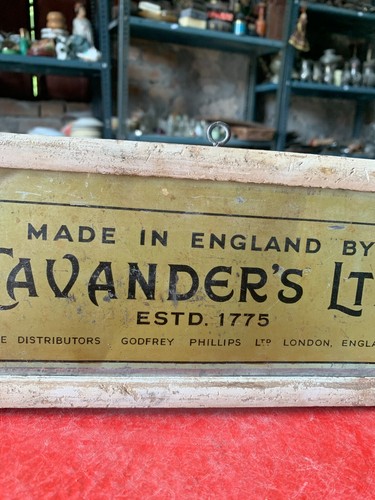 MADE IN ENGLAND BY
CAVANDER'S LT
ESTD. 1775
E DISTRIBUTORS GODFREY PHILLIPS LTD LONDON, ENGLA